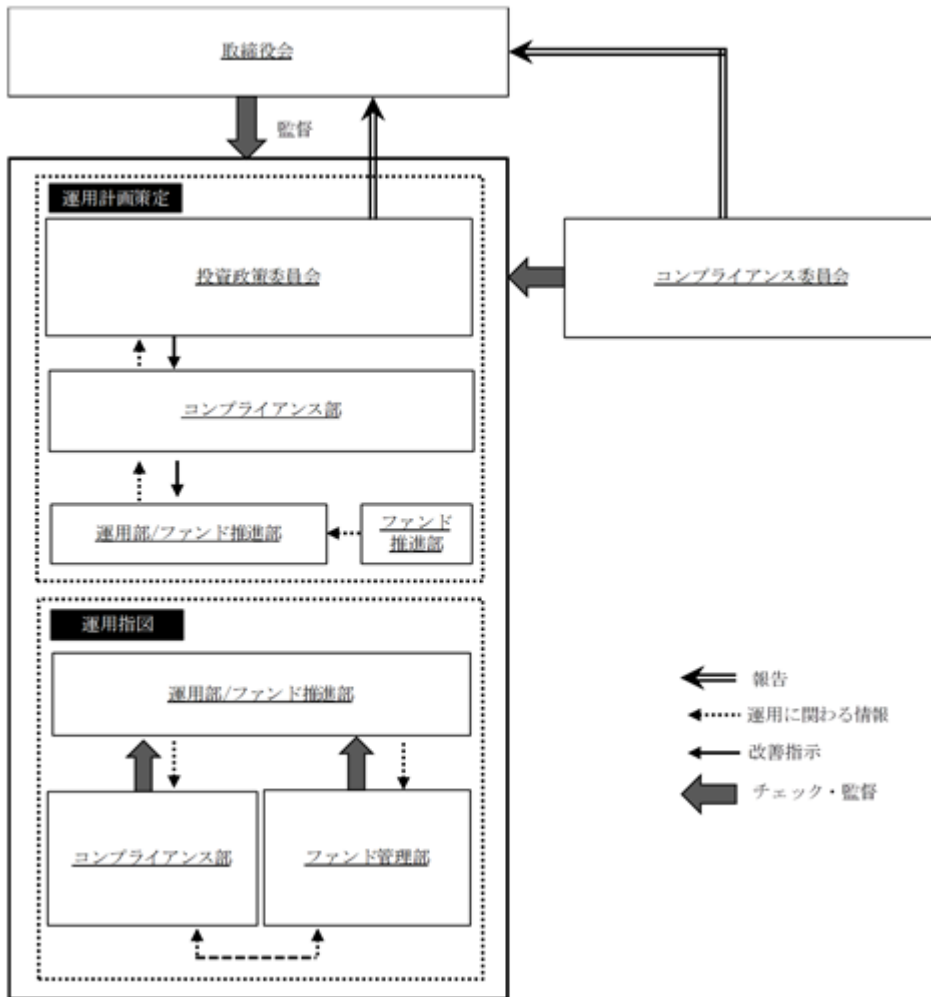 取締役会
監督
運用計画策定
投資政策委員会
コンプライアンス委員会
コンプライアンス部
運用部/ファンド推進部
ファンド
推進部
運用指図
運用部/ファンド推進部
コンプライアンス部
ファンド管理部
報告
運用に関わる情報
改善指示
チェック・監督